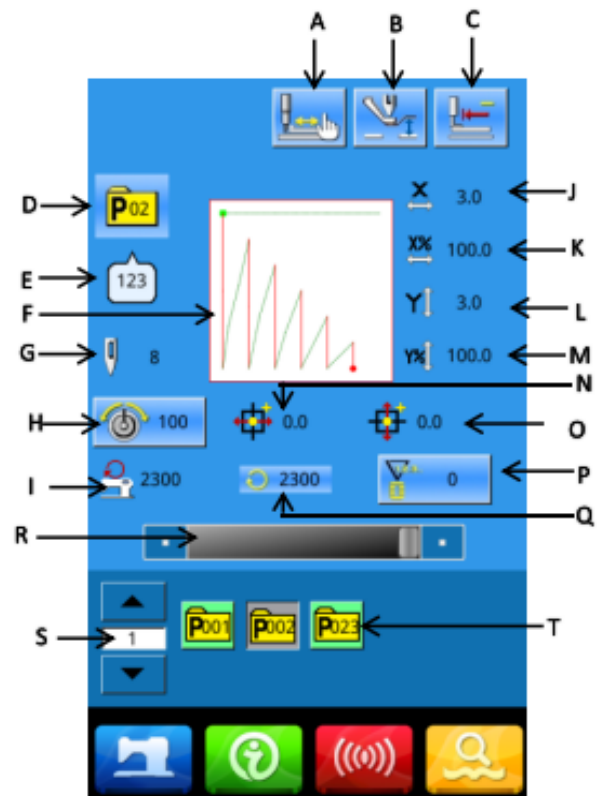 A B C
D P02 X 3.0 J
E 123 X% 100.0 K
F Y 3.0 L
G 8 Y% 100.0 M
N
H 100 0.0 0.0 O
I 2300 2300 0 P
Q
R
S 1 P001 P002 P023 T